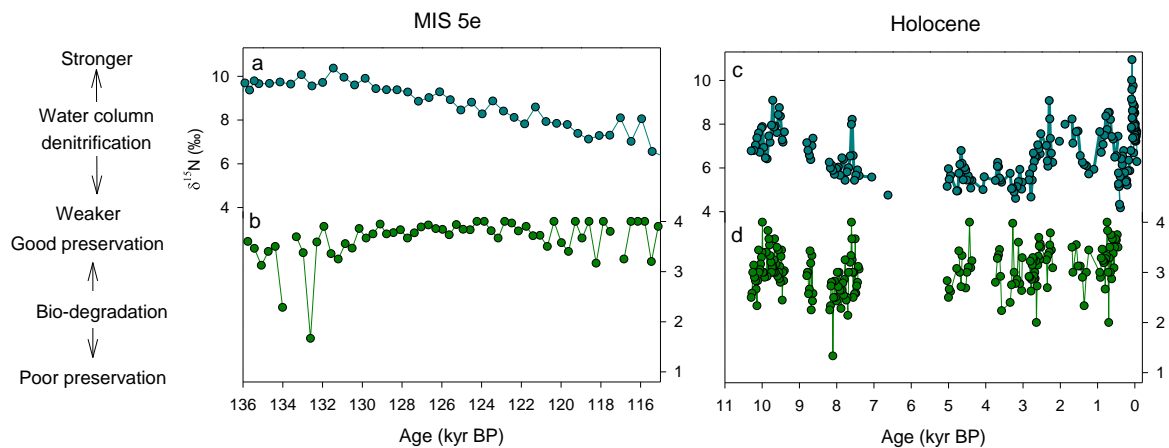 MIS 5e
Holocene
Stronger
Water column
denitrification
Weaker
Good preservation
Bio-degradation
Poor preservation
δ15N (‰)
a
10
8
6
4
b
4
3
2
1
136 134 132 130 128 126 124 122 120 118 116
Age (kyr BP)
c
10
8
6
4
d
4
3
2
1
11 10 9 8 7 6 5 4 3 2 1 0
Age (kyr BP)